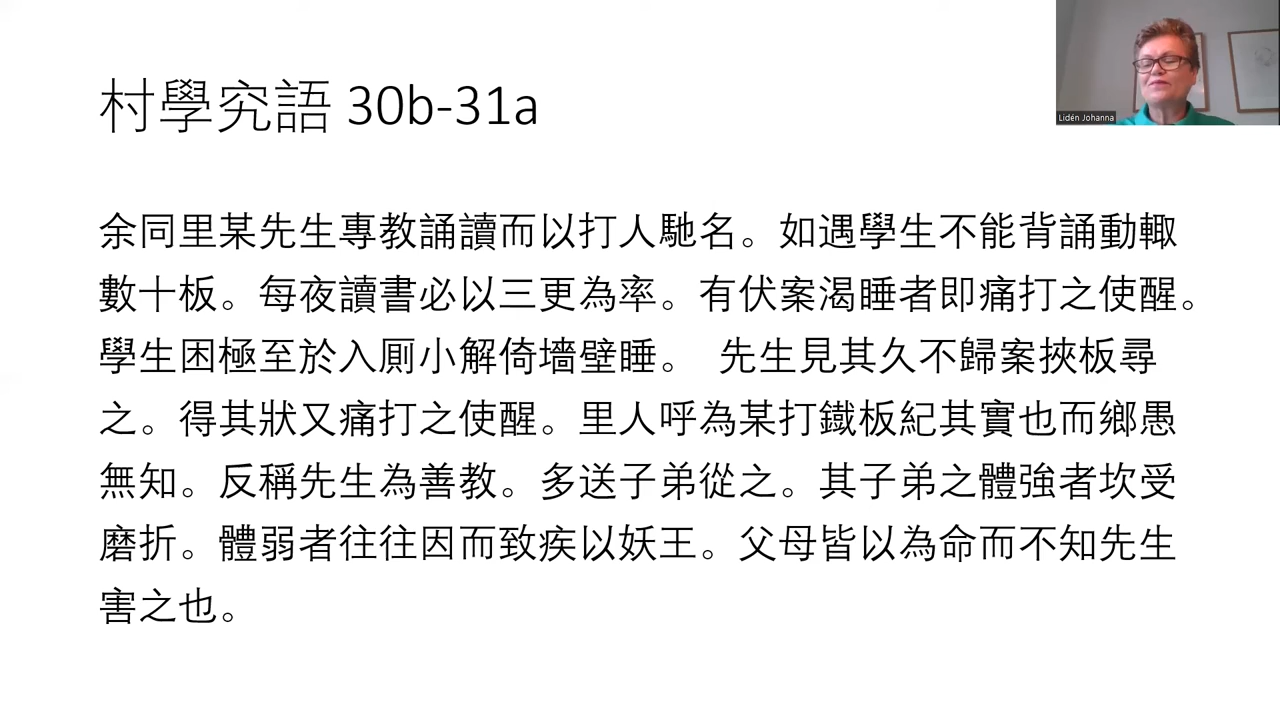 村學究語 30b-31a
Lidén Johanna
余同里某先生專教誦讀而以打人馳名。如遇學生不能背誦動輙
數十板。每夜讀書必以三更為率。有伏案渴睡者即痛打之使醒。
學生困極至於入厠小解倚墻壁睡。 先生見其久不歸案挾板尋
之。得其狀又痛打之使醒。里人呼為某打鐵板紀其實也而鄉愚
無知。反稱先生為善教。多送子弟從之。其子弟之體強者坎受
磨折。體弱者往往因而致疾以妖王。父母皆以為命而不知先生
害之也。